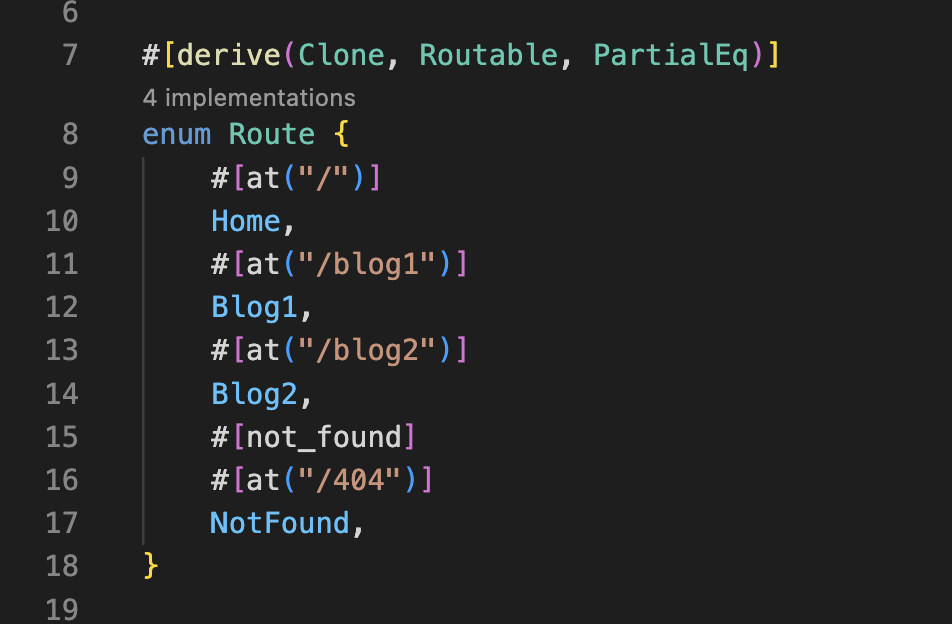 6
7 #[derive(Clone, Routable, PartialEq)]
4 implementations
8 enum Route {
9 #[at("/")]
10 Home,
11 #[at("/blog1")]
12 Blog1,
13 #[at("/blog2")]
14 Blog2,
15 #[not_found]
16 #[at("/404")]
17 NotFound,
18 }
19